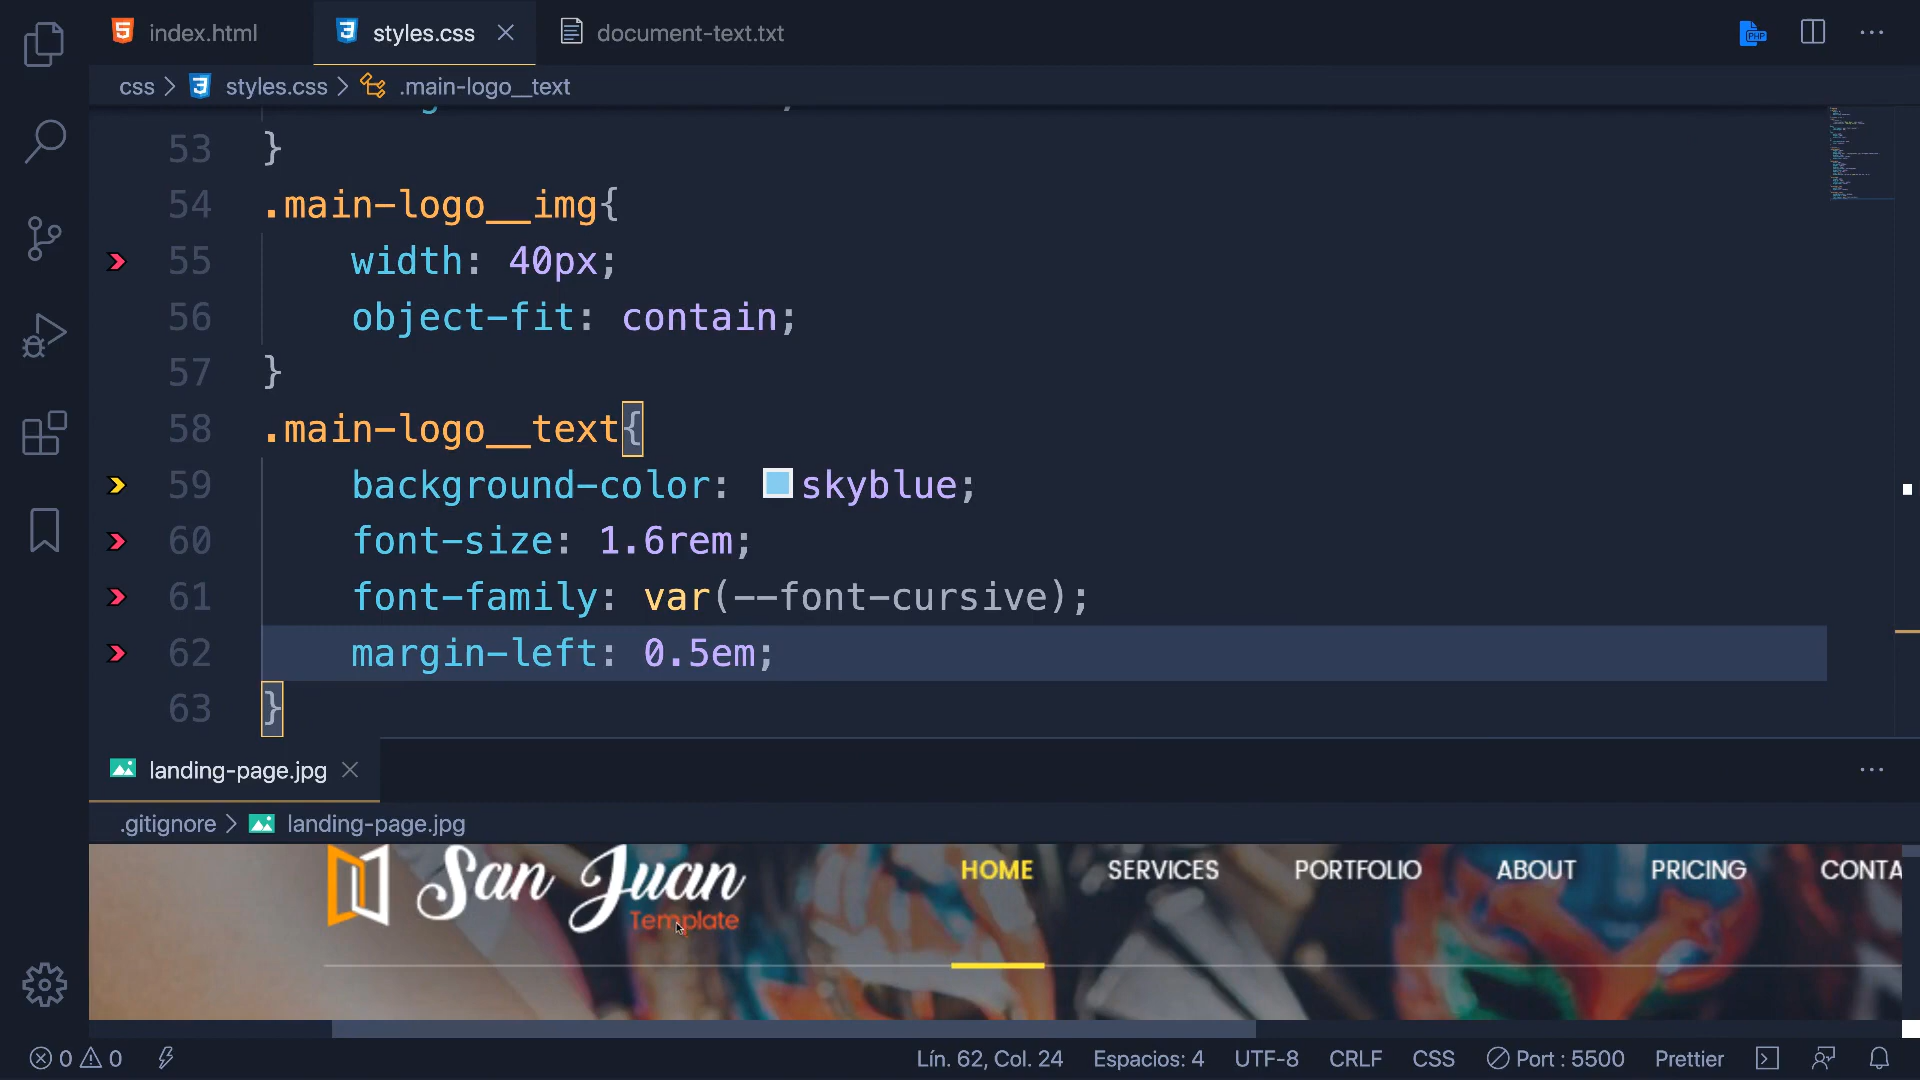 index.html
styles.css
document-text.txt
PHP
css > styles.css > .main-logo__text
53 }
54 .main-logo__img{
55 width: 40px;
56 object-fit: contain;
57 }
58 .main-logo__text{
59 background-color: skyblue;
60 font-size: 1.6rem;
61 font-family: var(--font-cursive);
62 margin-left: 0.5em;
63 }
landing-page.jpg
.gitignore > landing-page.jpg
San Juan
Template
HOME SERVICES PORTFOLIO ABOUT PRICING CONTA
0 0
Lín. 62, Col. 24 Espacios: 4 UTF-8 CRLF CSS Port : 5500 Prettier